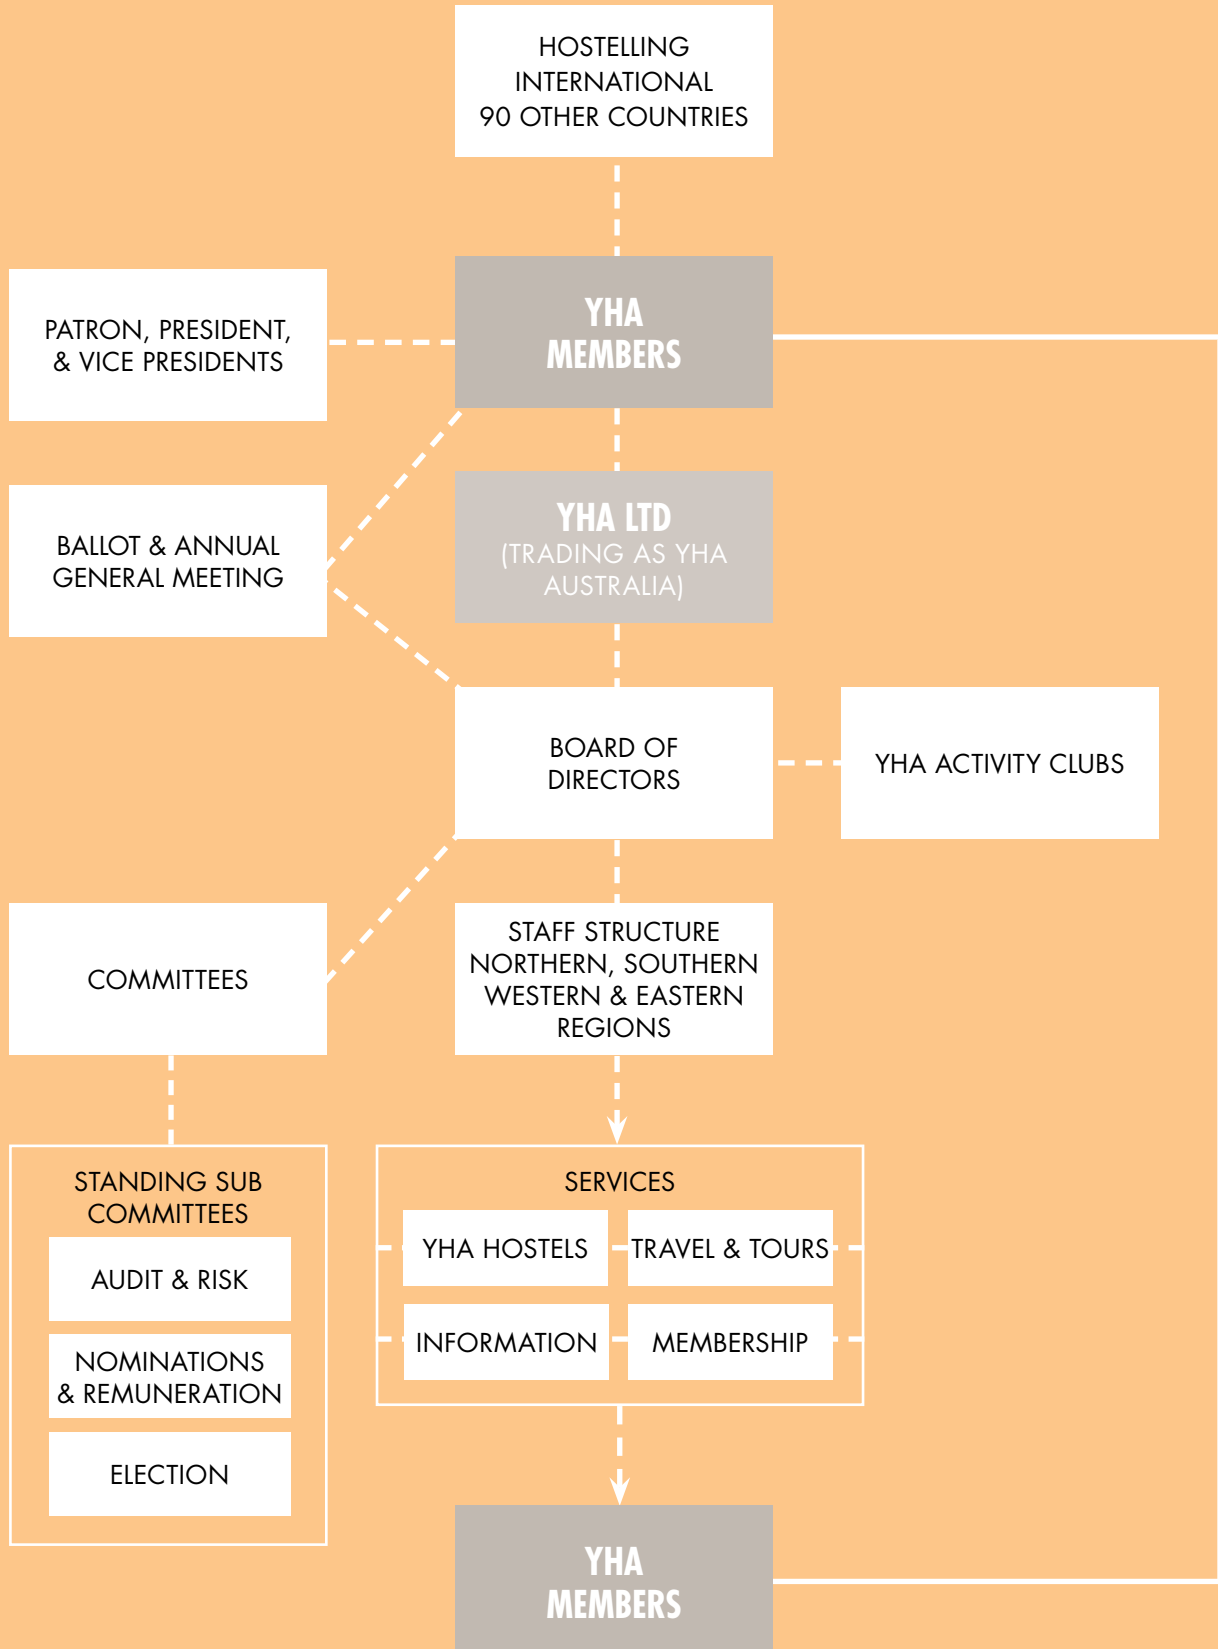 HOSTELLING
INTERNATIONAL
90 OTHER COUNTRIES
PATRON, PRESIDENT,
& VICE PRESIDENTS
YHA
MEMBERS
BALLOT & ANNUAL
GENERAL MEETING
YHA LTD
(TRADING AS YHA
AUSTRALIA)
BOARD OF
DIRECTORS
YHA ACTIVITY CLUBS
COMMITTEES
STAFF STRUCTURE
NORTHERN, SOUTHERN
WESTERN & EASTERN
REGIONS
STANDING SUB
COMMITTEES
AUDIT & RISK
NOMINATIONS
& REMUNERATION
ELECTION
SERVICES
YHA HOSTELS
TRAVEL & TOURS
INFORMATION
MEMBERSHIP
YHA
MEMBERS